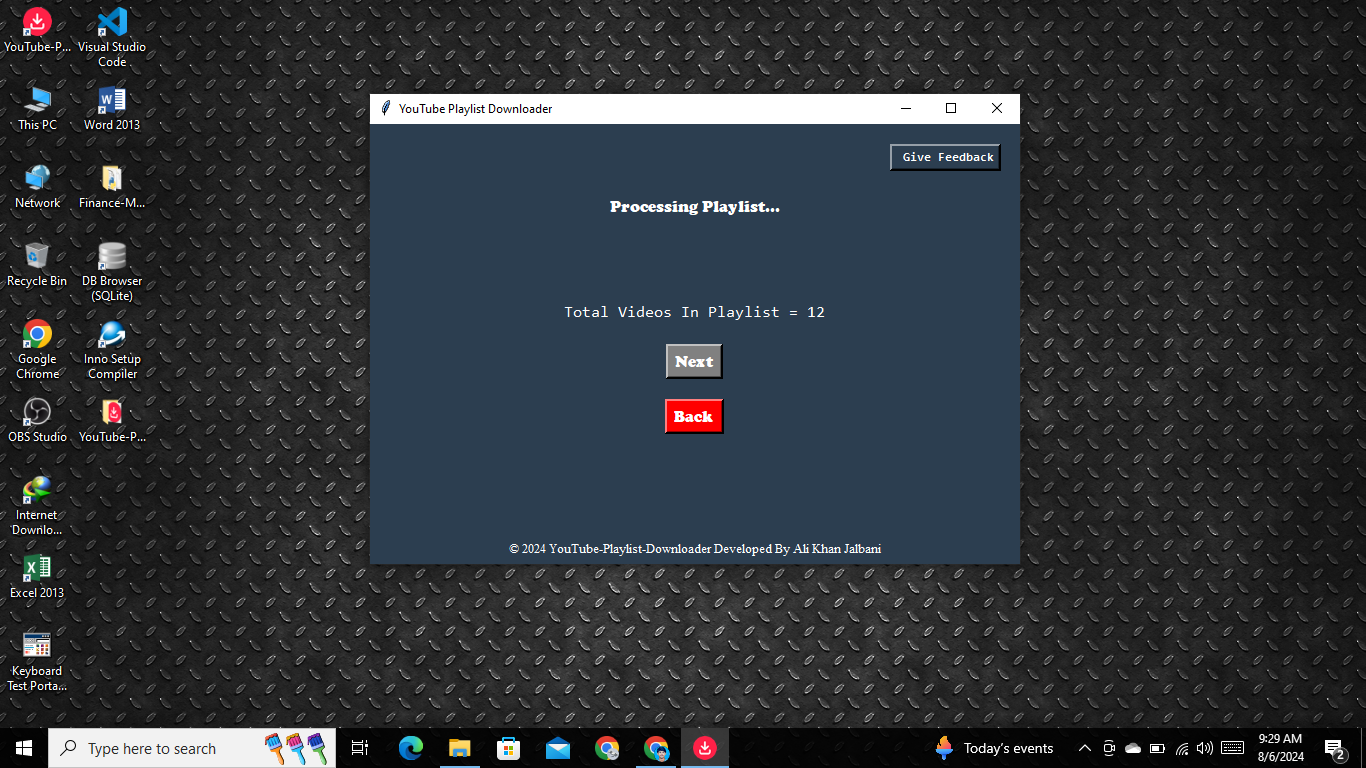 YouTube-P...
Visual Studio
Code
This PC
Word 2013
Network
Finance-M...
Recycle Bin
DB Browser
(SQLite)
Google
Chrome
Inno Setup
Compiler
OBS Studio
YouTube-P...
Internet
Downlo...
Excel 2013
Keyboard
Test Porta...
YouTube Playlist Downloader
Give Feedback
Processing Playlist...
Total Videos In Playlist = 12
Next
Back
© 2024 YouTube-Playlist-Downloader Developed By Ali Khan Jalbani
Type here to search
Today's events
9:29 AM
8/6/2024
2